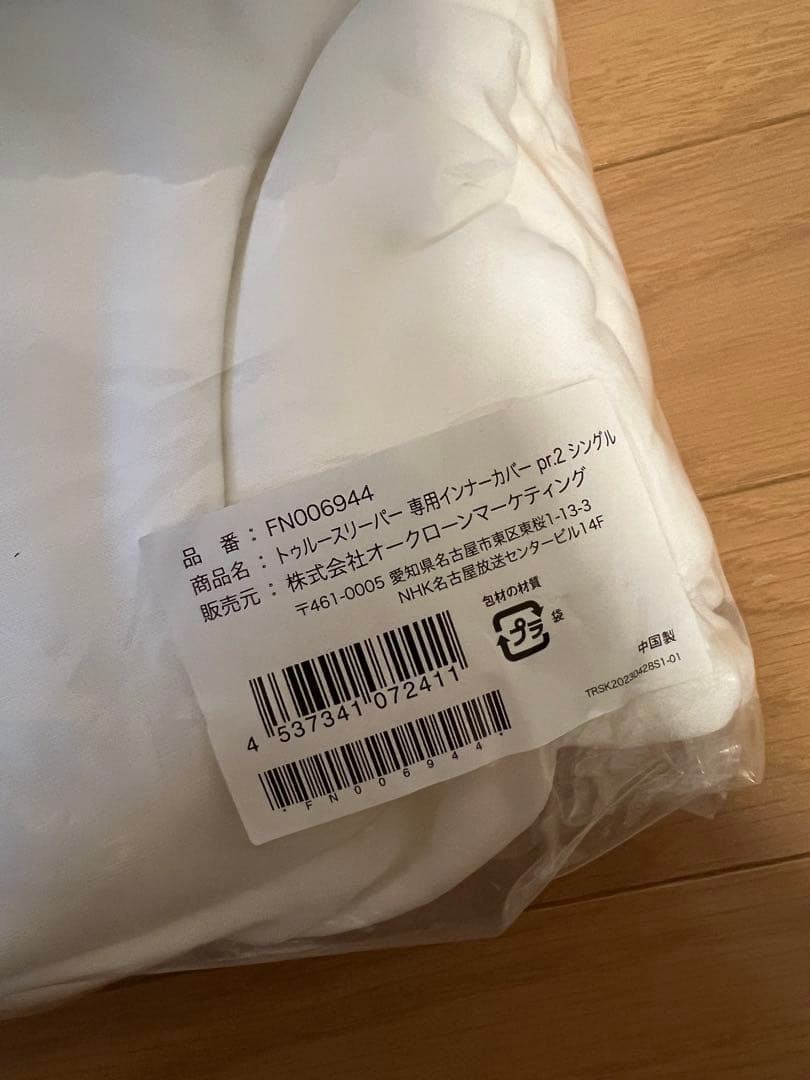 品 番：FN006944
商品名：トゥルースリーパー 専用インナーカバー pr.2 シングル
販売元：株式会社オークローンマーケティング
〒461-0005 愛知県名古屋市東区東桜1-13-3
NHK名古屋放送センタービル14F
包材の材質
プラ
袋
4 537341 072411
中国製
TRSK20230428S1-01
*FN006944*